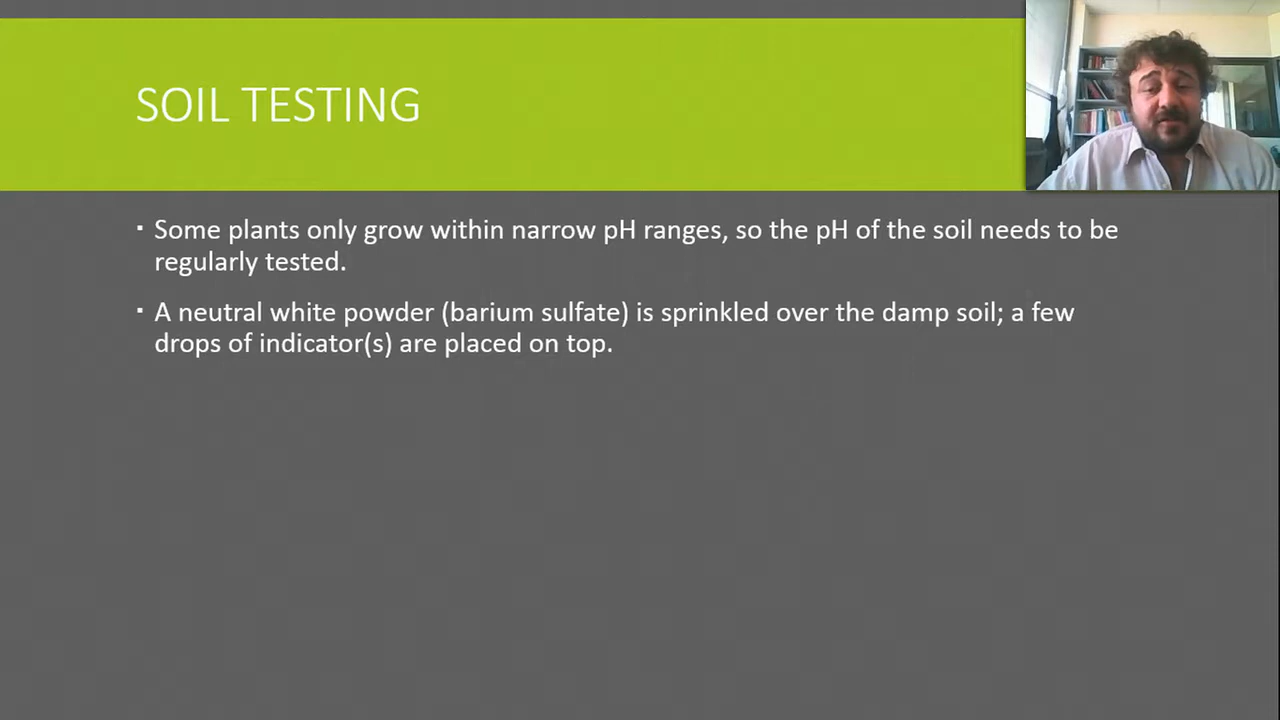 SOIL TESTING
▪ Some plants only grow within narrow pH ranges, so the pH of the soil needs to be
regularly tested.
▪ A neutral white powder (barium sulfate) is sprinkled over the damp soil; a few
drops of indicator(s) are placed on top.